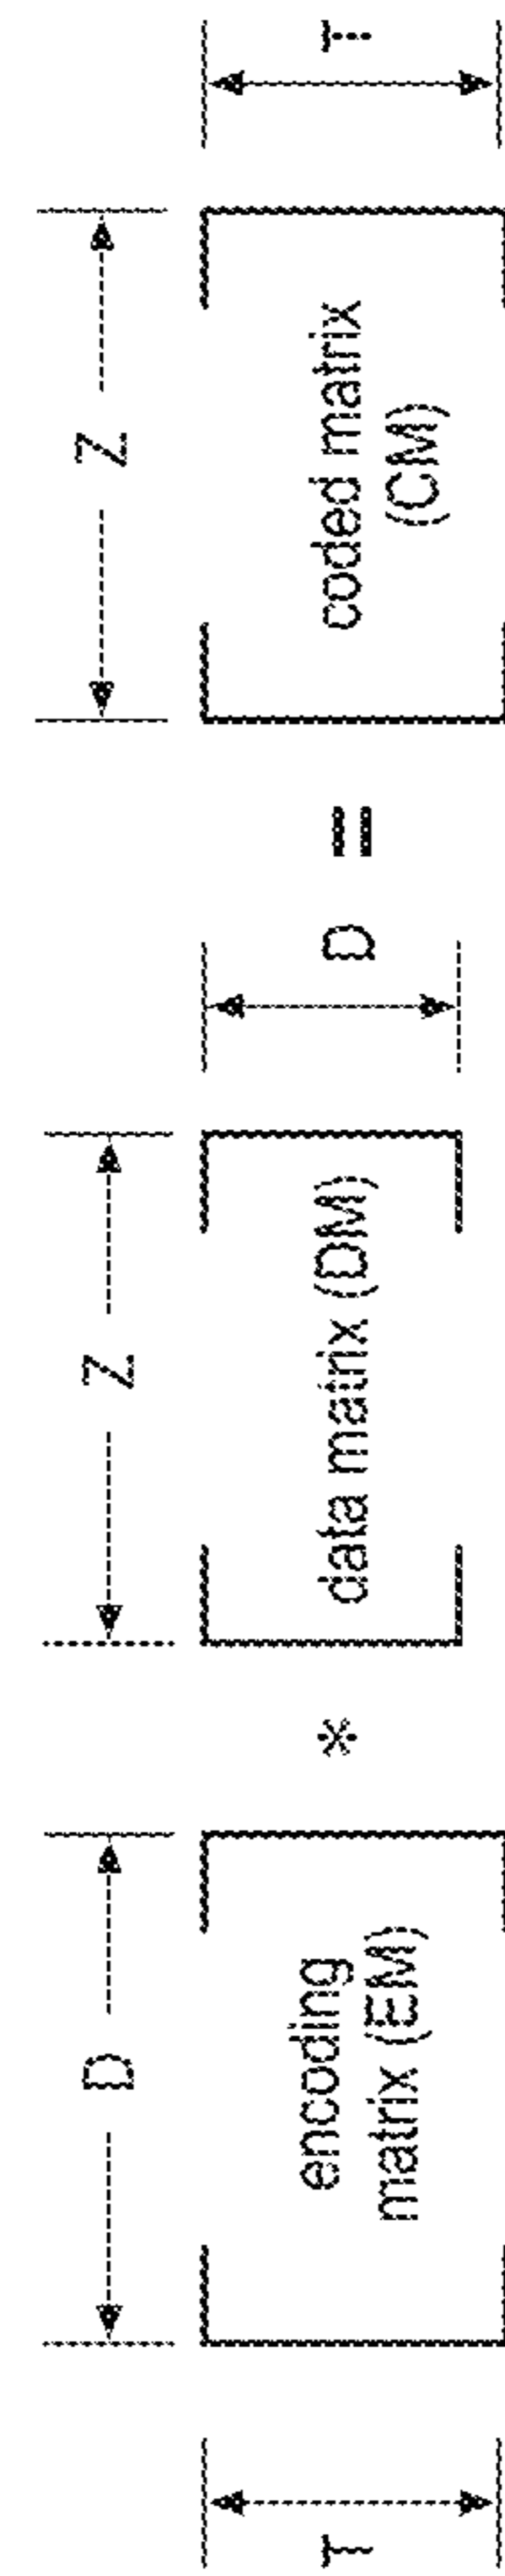 T
D
encoding
matrix (EM)
*
Z
data matrix (DM)
D
=
Z
coded matrix
(CM)
T